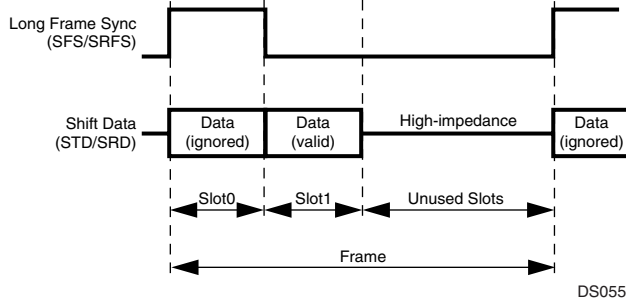 Long Frame Sync
(SFS/SRFS)
Shift Data
(STD/SRD)
Data
(ignored)
Data
(valid)
High-impedance
Data
(ignored)
Slot0
Slot1
Unused Slots
Frame
DS055